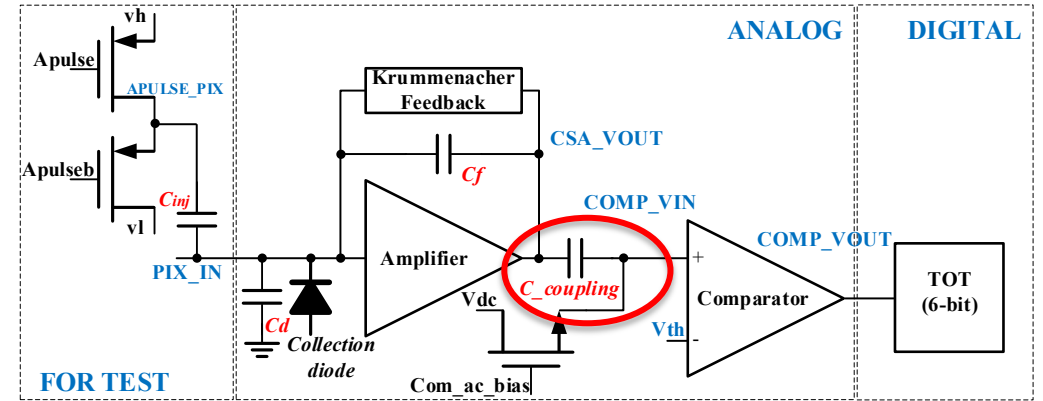 vh
ANALOG
DIGITAL
Apulse
APULSE_PIX
Krummenacher
Feedback
CSA_VOUT
Apulseb
Cf
Cinj
COMP_VIN
vl
COMP_VOUT
PIX_IN
Amplifier
+
C_coupling
TOT
(6-bit)
Vdc
Comparator
Cd
Collection
diode
Vth
-
FOR TEST
Com_ac_bias